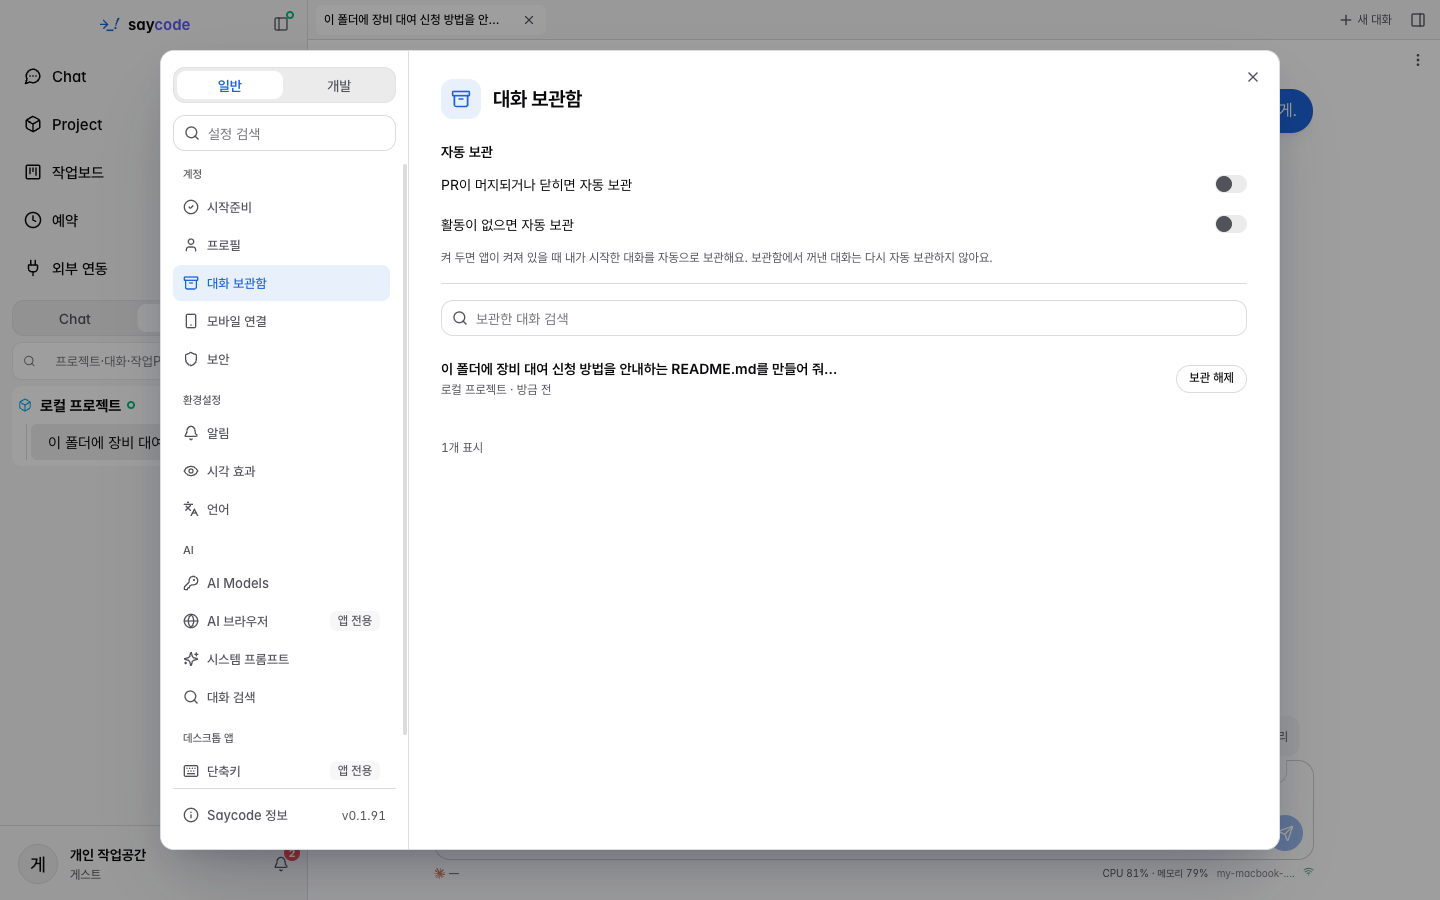 saycode
이 폴더에 장비 대여 신청 방법을 안...
새 대화
Chat
Project
작업보드
예약
외부 연동
Chat
프로젝트·대화·작업P
로컬 프로젝트
이 폴더에 장비 대여
개인 작업공간
게
게스트
2
일반
개발
설정 검색
계정
시작준비
프로필
대화 보관함
모바일 연결
보안
환경설정
알림
시각 효과
언어
AI
AI Models
AI 브라우저
앱 전용
시스템 프롬프트
대화 검색
데스크톱 앱
단축키
앱 전용
Saycode 정보
v0.1.91
대화 보관함
자동 보관
PR이 머지되거나 닫히면 자동 보관
활동이 없으면 자동 보관
켜 두면 앱이 켜져 있을 때 내가 시작한 대화를 자동으로 보관해요. 보관함에서 꺼낸 대화는 다시 자동 보관하지 않아요.
보관한 대화 검색
이 폴더에 장비 대여 신청 방법을 안내하는 README.md를 만들어 줘...
로컬 프로젝트 · 방금 전
보관 해제
1개 표시
게.
리
—
CPU 81% · 메모리 79%
my-macbook-...